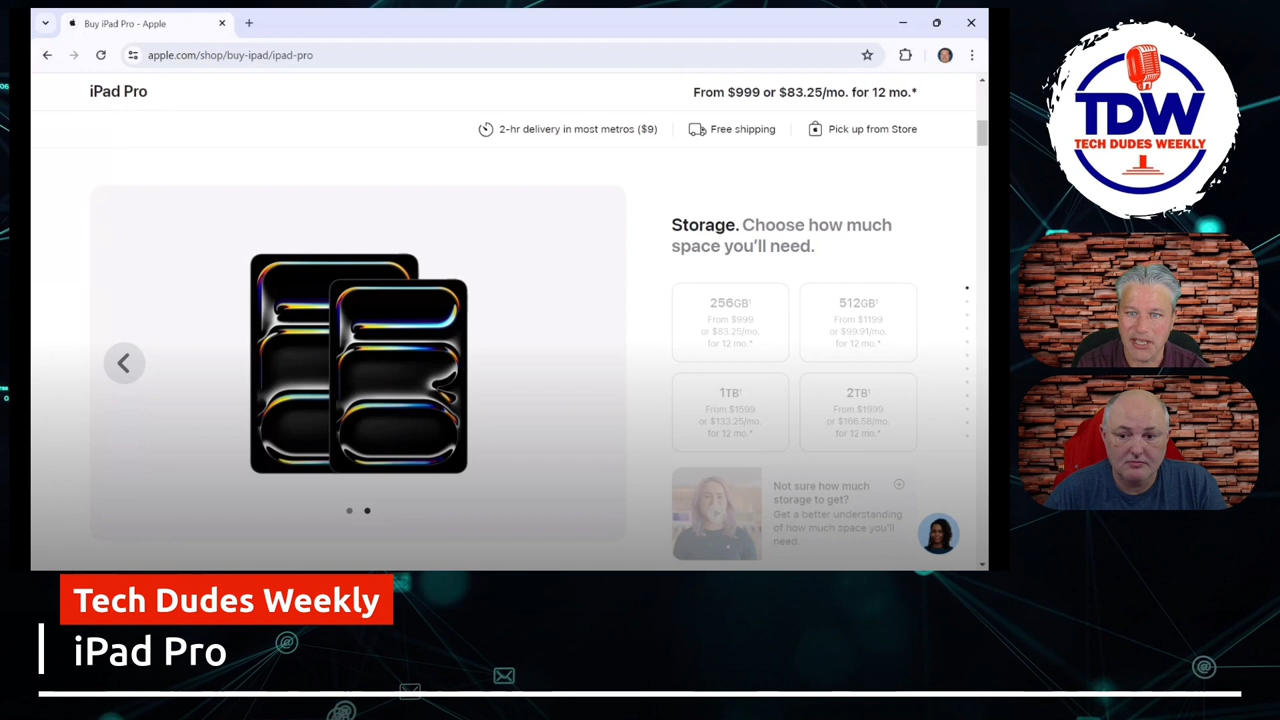 Buy iPad Pro - Apple
apple.com/shop/buy-ipad/ipad-pro
iPad Pro
From $999 or $83.25/mo. for 12 mo.*
2-hr delivery in most metros ($9)
Free shipping
Pick up from Store
Storage. Choose how much
space you'll need.
256GB¹
From $999
or $83.25/mo.
for 12 mo.*
512GB¹
From $1199
or $99.91/mo.
for 12 mo.*
1TB¹
From $1599
or $133.25/mo.
for 12 mo.*
2TB¹
From $1999
or $166.58/mo.
for 12 mo.*
Not sure how much
storage to get?
Get a better understanding
of how much space you'll
need.
TDW
TECH DUDES WEEKLY
Tech Dudes Weekly
iPad Pro